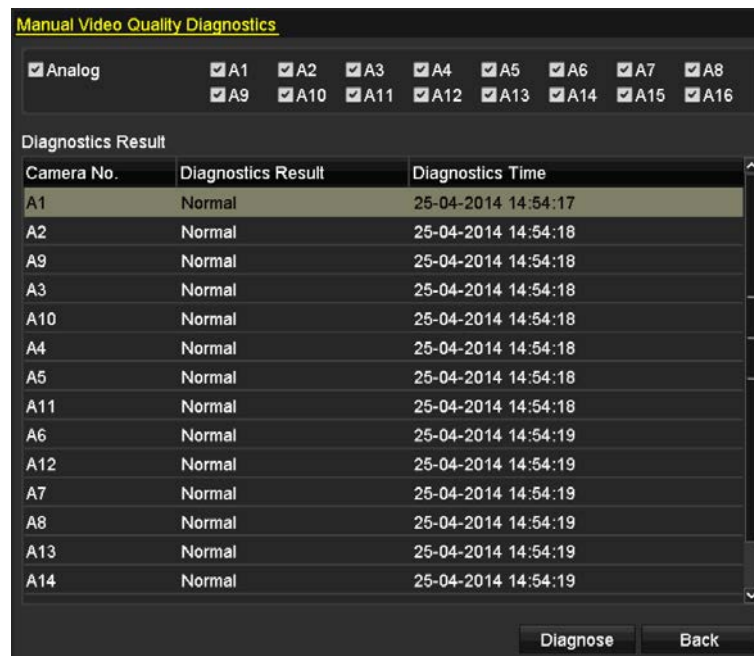 Manual Video Quality Diagnostics
Analog A1 A2 A3 A4 A5 A6 A7 A8
A9 A10 A11 A12 A13 A14 A15 A16
Diagnostics Result
Camera No. Diagnostics Result Diagnostics Time
A1 Normal 25-04-2014 14:54:17
A2 Normal 25-04-2014 14:54:18
A9 Normal 25-04-2014 14:54:18
A3 Normal 25-04-2014 14:54:18
A10 Normal 25-04-2014 14:54:18
A4 Normal 25-04-2014 14:54:18
A5 Normal 25-04-2014 14:54:18
A11 Normal 25-04-2014 14:54:18
A6 Normal 25-04-2014 14:54:19
A12 Normal 25-04-2014 14:54:19
A7 Normal 25-04-2014 14:54:19
A8 Normal 25-04-2014 14:54:19
A13 Normal 25-04-2014 14:54:19
A14 Normal 25-04-2014 14:54:19
Diagnose Back